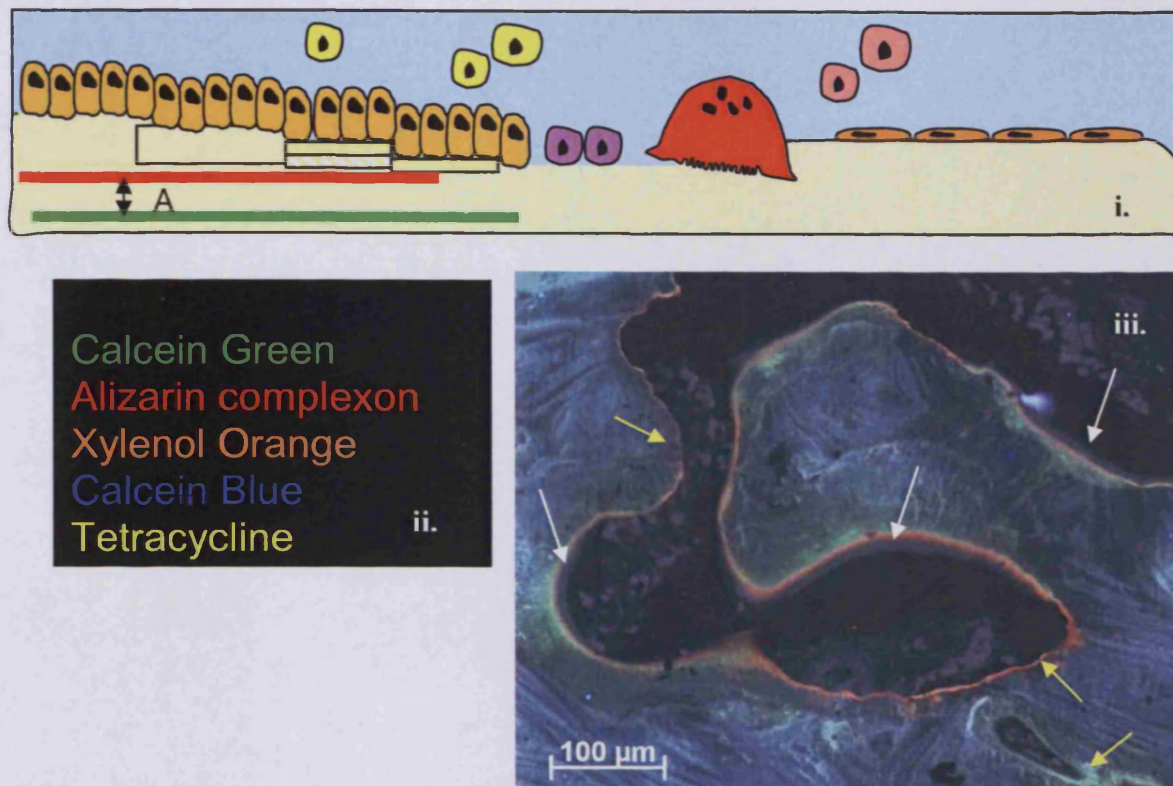 A
i.
Calcein Green
Alizarin complexon
Xylenol Orange
Calcein Blue
Tetracycline
ii.
iii.
100 µm